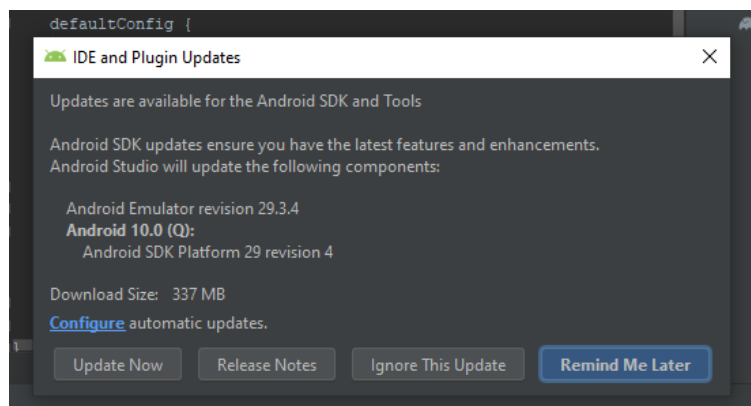 defaultConfig {
IDE and Plugin Updates
Updates are available for the Android SDK and Tools
Android SDK updates ensure you have the latest features and enhancements.
Android Studio will update the following components:
Android Emulator revision 29.3.4
Android 10.0 (Q):
Android SDK Platform 29 revision 4
Download Size: 337 MB
Configure automatic updates.
Update Now
Release Notes
Ignore This Update
Remind Me Later